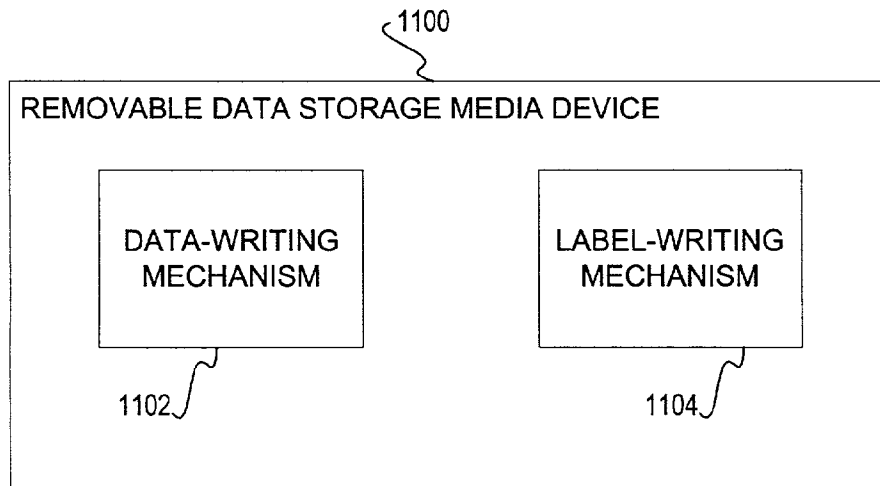 1100
REMOVABLE DATA STORAGE MEDIA DEVICE
DATA-WRITING
MECHANISM
LABEL-WRITING
MECHANISM
1102
1104